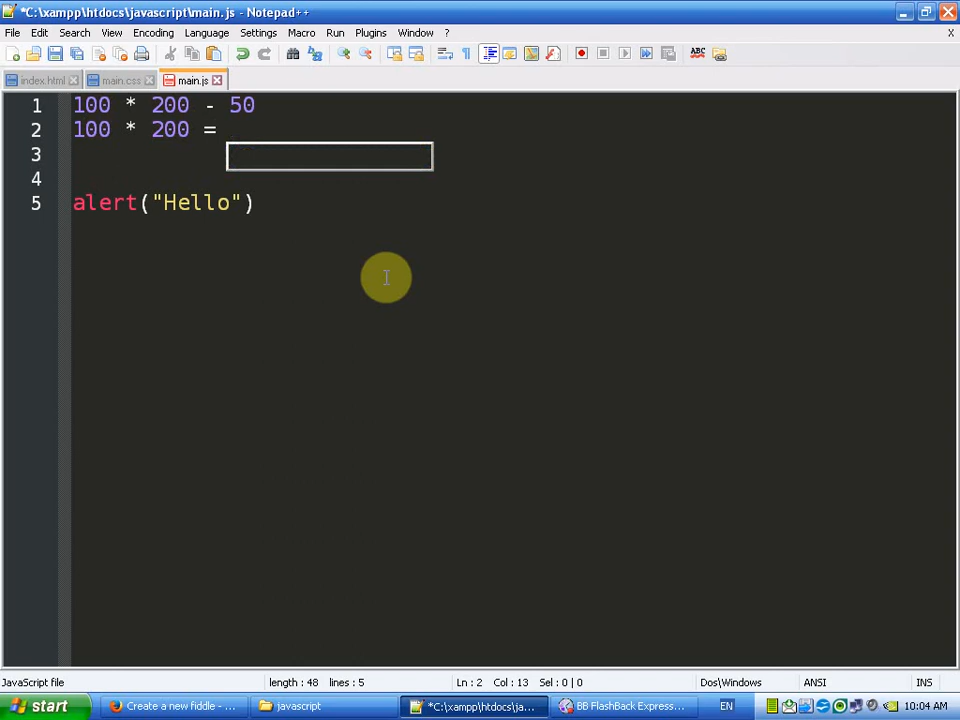 *C:\xampp\htdocs\javascript\main.js - Notepad++
File Edit Search View Encoding Language Settings Macro Run Plugins Window ? X
index.html main.css main.js
1 100 * 200 - 50
2 100 * 200 =
3
4
5 alert("Hello")
JavaScript file length : 48 lines : 5 Ln : 2 Col : 13 Sel : 0 | 0 Dos\Windows ANSI INS
start Create a new fiddle - ... javascript *C:\xampp\htdocs\ja... BB FlashBack Express... EN 10:04 AM